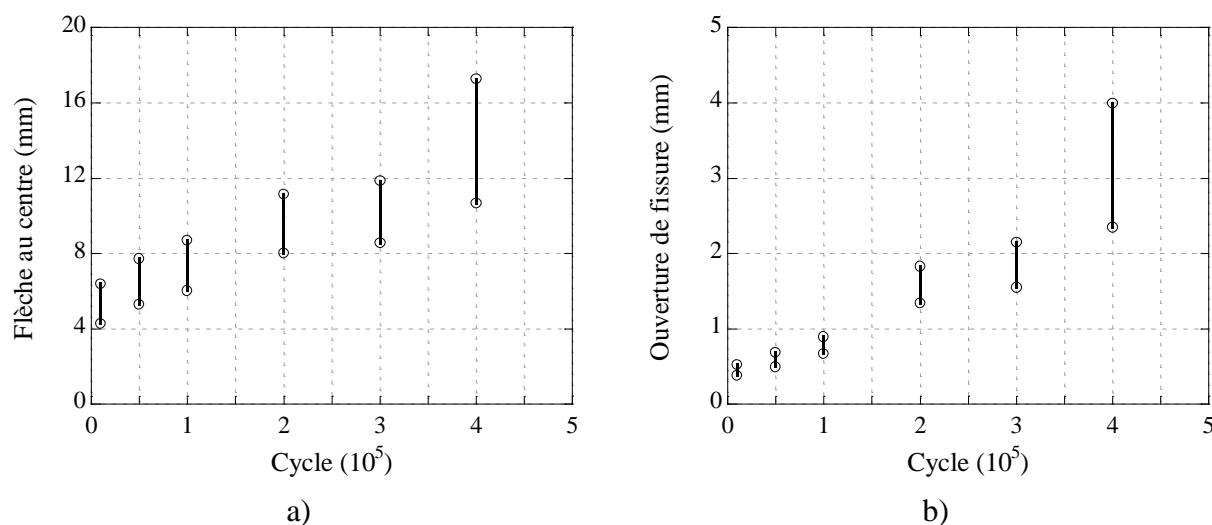 Flèche au centre (mm)
20
16
12
8
4
0
0 1 2 3 4 5
Cycle (10^5)
a)
Ouverture de fissure (mm)
5
4
3
2
1
0
0 1 2 3 4 5
Cycle (10^5)
b)